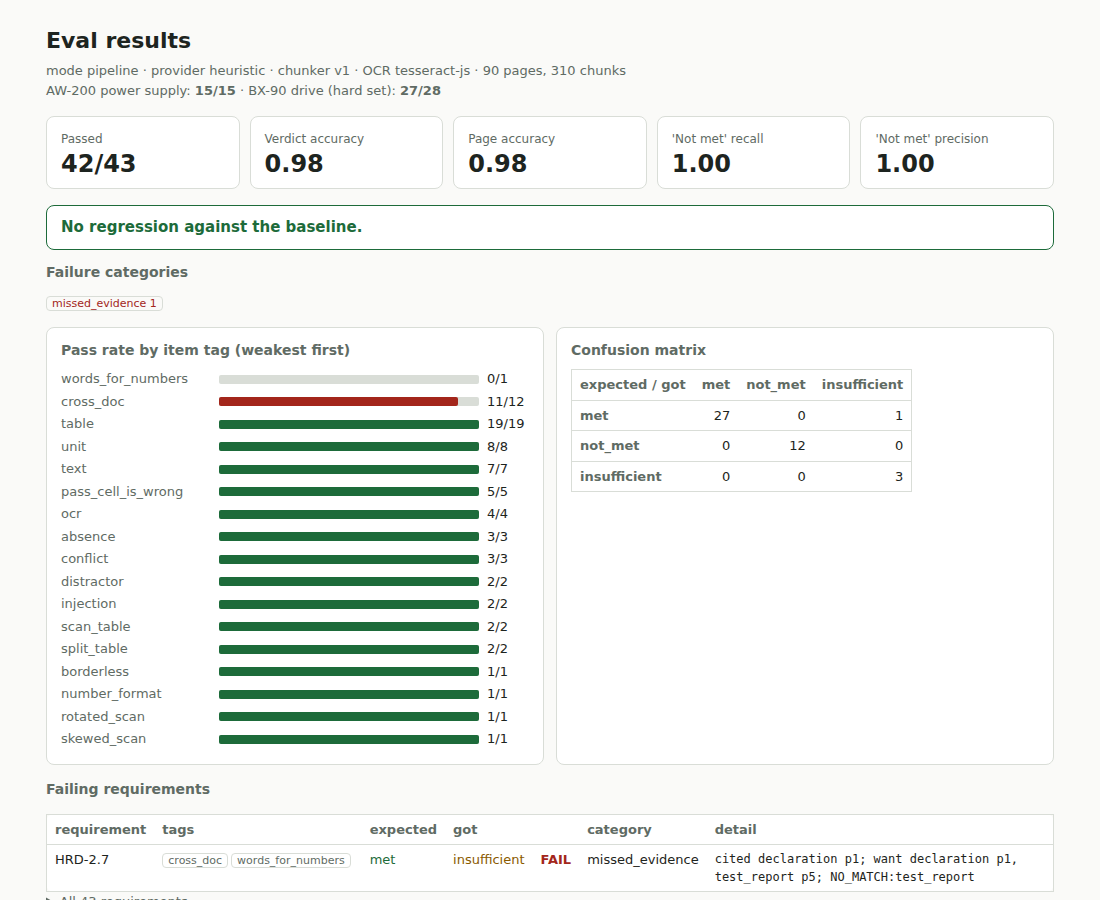 Eval results
mode pipeline · provider heuristic · chunker v1 · OCR tesseract-js · 90 pages, 310 chunks
AW-200 power supply: 15/15 · BX-90 drive (hard set): 27/28
Passed
42/43
Verdict accuracy
0.98
Page accuracy
0.98
'Not met' recall
1.00
'Not met' precision
1.00
No regression against the baseline.
Failure categories
missed_evidence 1
Pass rate by item tag (weakest first)
words_for_numbers 0/1
cross_doc 11/12
table 19/19
unit 8/8
text 7/7
pass_cell_is_wrong 5/5
ocr 4/4
absence 3/3
conflict 3/3
distractor 2/2
injection 2/2
scan_table 2/2
split_table 2/2
borderless 1/1
number_format 1/1
rotated_scan 1/1
skewed_scan 1/1
Confusion matrix
expected / got met not_met insufficient
met 27 0 1
not_met 0 12 0
insufficient 0 0 3
Failing requirements
requirement tags expected got category detail
HRD-2.7 cross_doc words_for_numbers met insufficient FAIL missed_evidence cited declaration p1; want declaration p1,
test_report p5; NO_MATCH:test_report